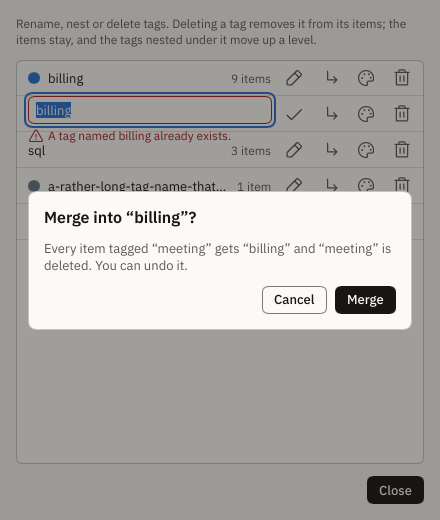 Rename, nest or delete tags. Deleting a tag removes it from its items; the
items stay, and the tags nested under it move up a level.
billing 9 items
billing
A tag named billing already exists.
sql 3 items
a-rather-long-tag-name-that... 1 item
Merge into “billing”?
Every item tagged “meeting” gets “billing” and “meeting” is
deleted. You can undo it.
Cancel Merge
Close